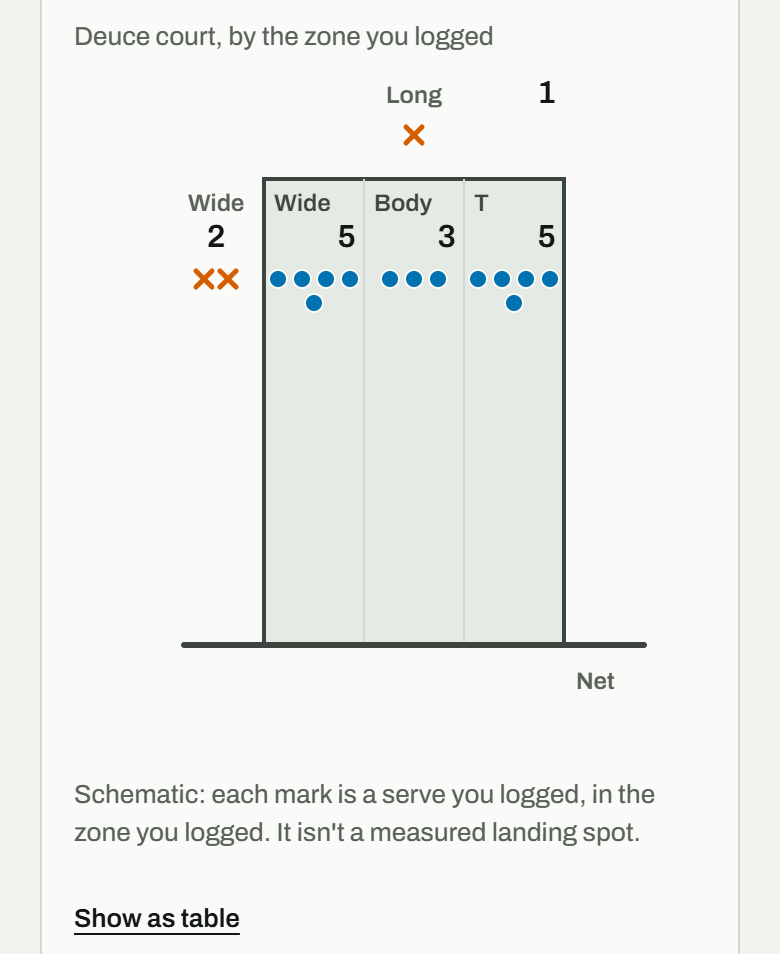 Deuce court, by the zone you logged
Long 1
Wide Wide Body T
2 5 3 5
Net
Schematic: each mark is a serve you logged, in the
zone you logged. It isn't a measured landing spot.
Show as table